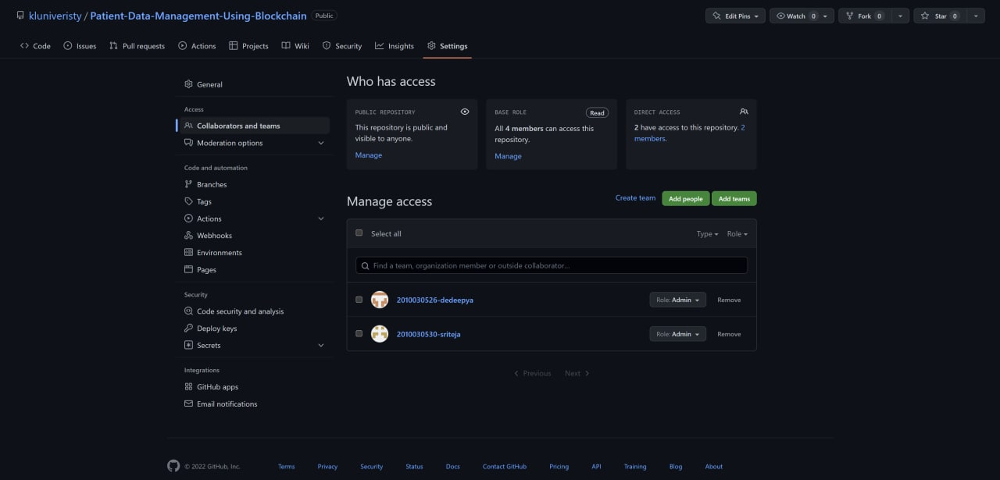 kluniveristy / Patient-Data-Management-Using-Blockchain Public
Edit Pins Watch 0 Fork 0 Star 0
Code Issues Pull requests Actions Projects Wiki Security Insights Settings
General
Access
Collaborators and teams
Moderation options
Code and automation
Branches
Tags
Actions
Webhooks
Environments
Pages
Security
Code security and analysis
Deploy keys
Secrets
Integrations
GitHub apps
Email notifications
Who has access
PUBLIC REPOSITORY
This repository is public and
visible to anyone.
Manage
BASE ROLE Read
All 4 members can access this
repository.
Manage
DIRECT ACCESS
2 have access to this repository. 2
members.
Manage access
Create team Add people Add teams
Select all Type Role
Find a team, organization member or outside collaborator...
2010030526-dedeepya Role: Admin Remove
2010030530-sriteja Role: Admin Remove
Previous Next
© 2022 GitHub, Inc. Terms Privacy Security Status Docs Contact GitHub Pricing API Training Blog About